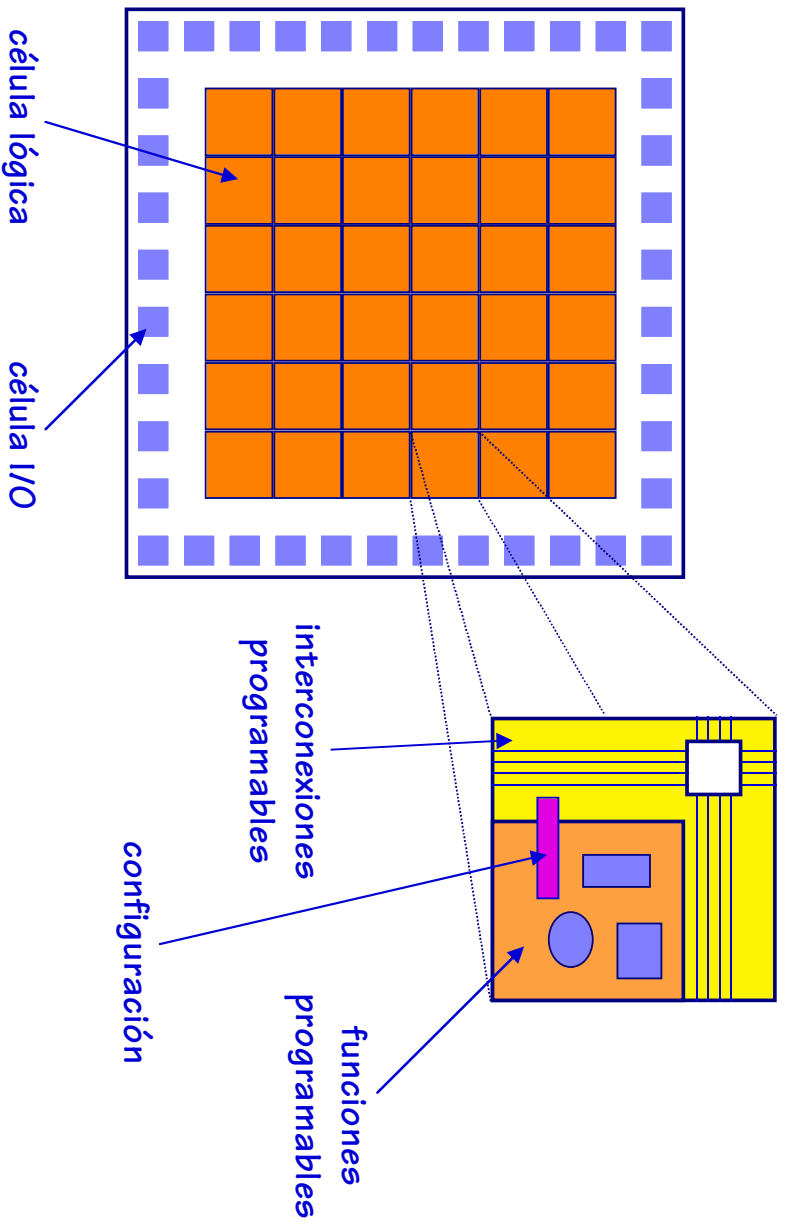 interconexiones
programables
funciones
programables
configuración
célula lógica
célula I/O